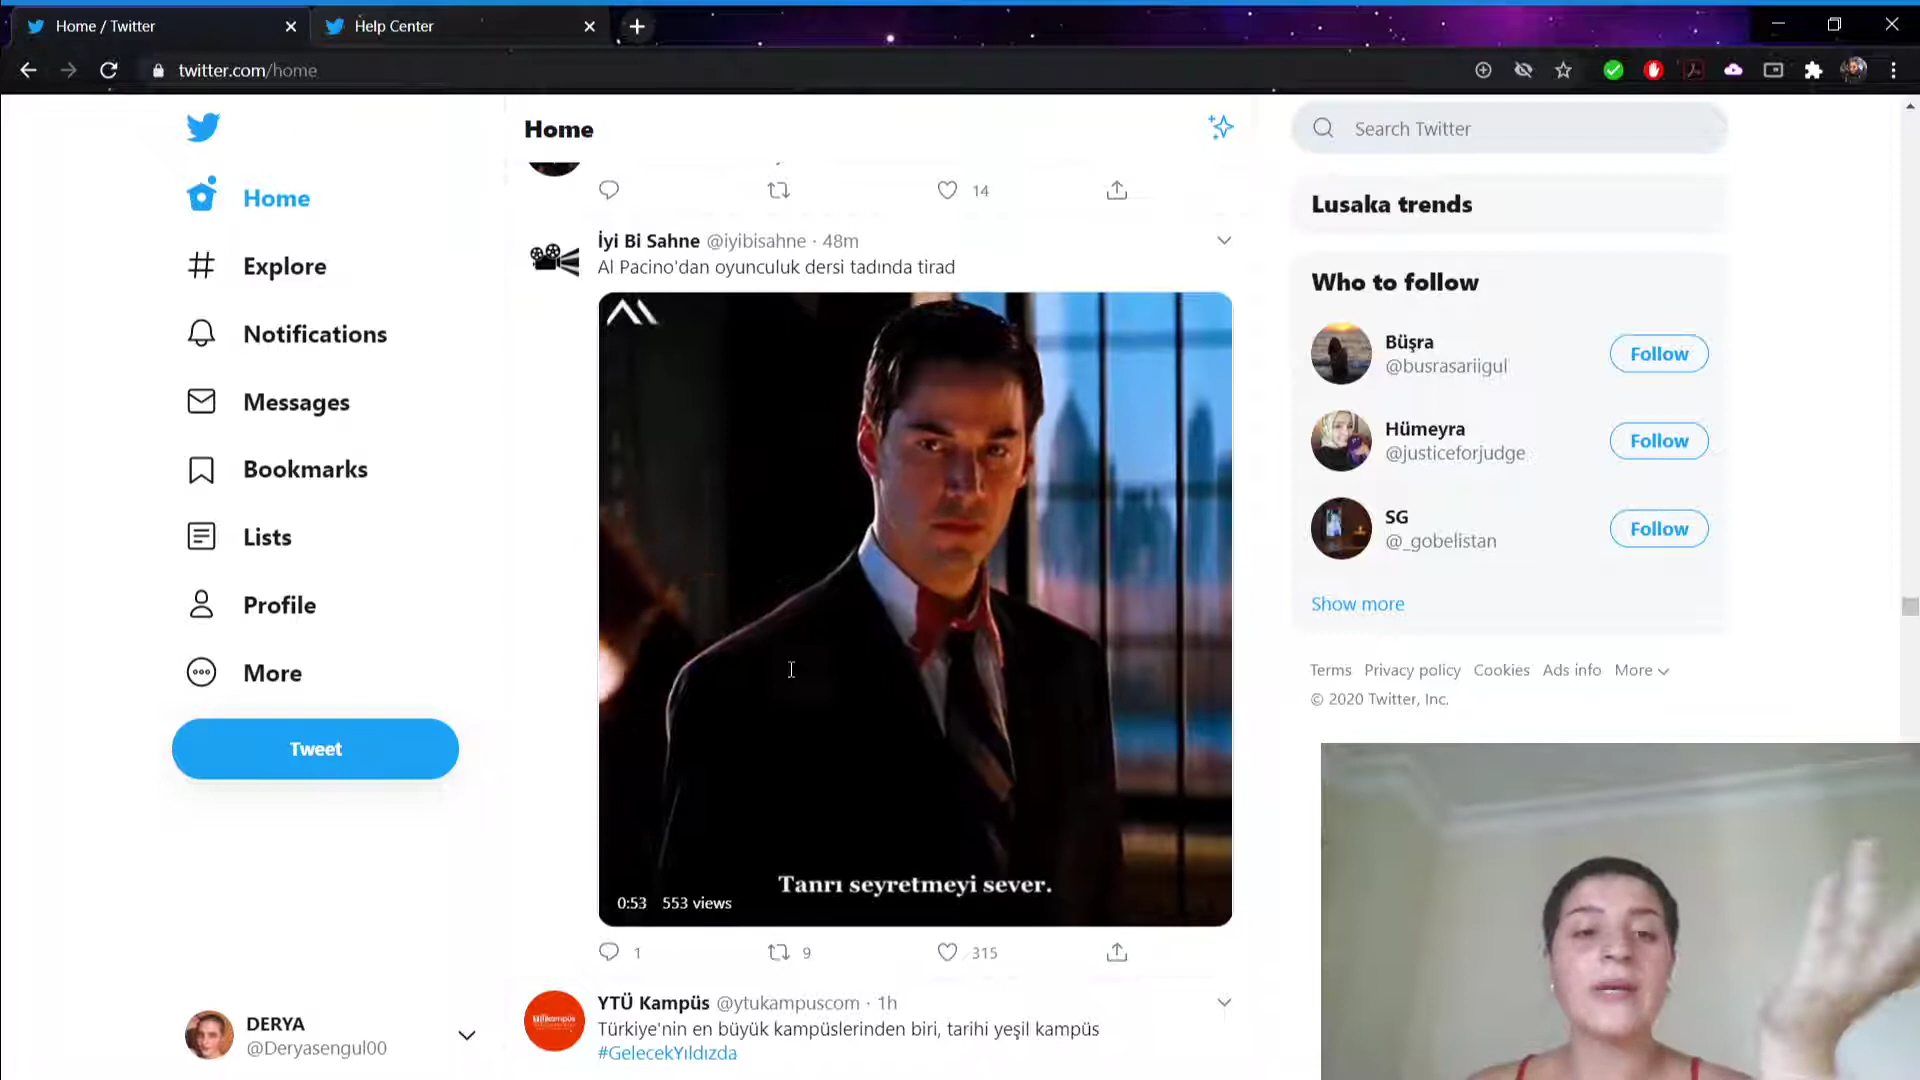 Home / Twitter
Help Center
twitter.com/home
Home
Explore
Notifications
Messages
Bookmarks
Lists
Profile
More
Tweet
DERYA
@Deryasengul00
Home
14
İyi Bi Sahne @iyibisahne · 48m
Al Pacino'dan oyunculuk dersi tadında tirad
Tanrı seyretmeyi sever.
0:53 553 views
1 9 315
YTÜ Kampüs @ytukampuscom · 1h
Türkiye'nin en büyük kampüslerinden biri, tarihi yeşil kampüs
#GelecekYıldızda
Search Twitter
Lusaka trends
Who to follow
Büşra
@busrasariigul
Follow
Hümeyra
@justiceforjudge
Follow
SG
@_gobelistan
Follow
Show more
Terms Privacy policy Cookies Ads info More
© 2020 Twitter, Inc.